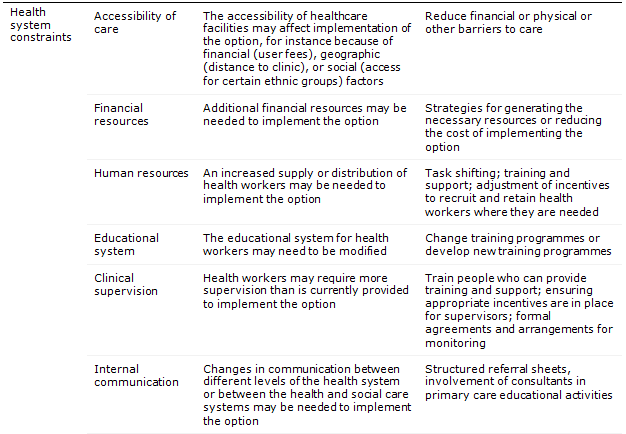 Health
system
constraints
Accessibility of
care
The accessibility of healthcare
facilities may affect implementation of
the option, for instance because of
financial (user fees), geographic
(distance to clinic), or social (access
for certain ethnic groups) factors
Reduce financial or physical or
other barriers to care
Financial
resources
Additional financial resources may be
needed to implement the option
Strategies for generating the
necessary resources or reducing
the cost of implementing the
option
Human resources
An increased supply or distribution of
health workers may be needed to
implement the option
Task shifting; training and
support; adjustment of incentives
to recruit and retain health
workers where they are needed
Educational
system
The educational system for health
workers may need to be modified
Change training programmes or
develop new training programmes
Clinical
supervision
Health workers may require more
supervision than is currently provided
to implement the option
Train people who can provide
training and support; ensuring
appropriate incentives are in place
for supervisors; formal
agreements and arrangements for
monitoring
Internal
communication
Changes in communication between
different levels of the health system
or between the health and social care
systems may be needed to implement
the option
Structured referral sheets,
involvement of consultants in
primary care educational activities